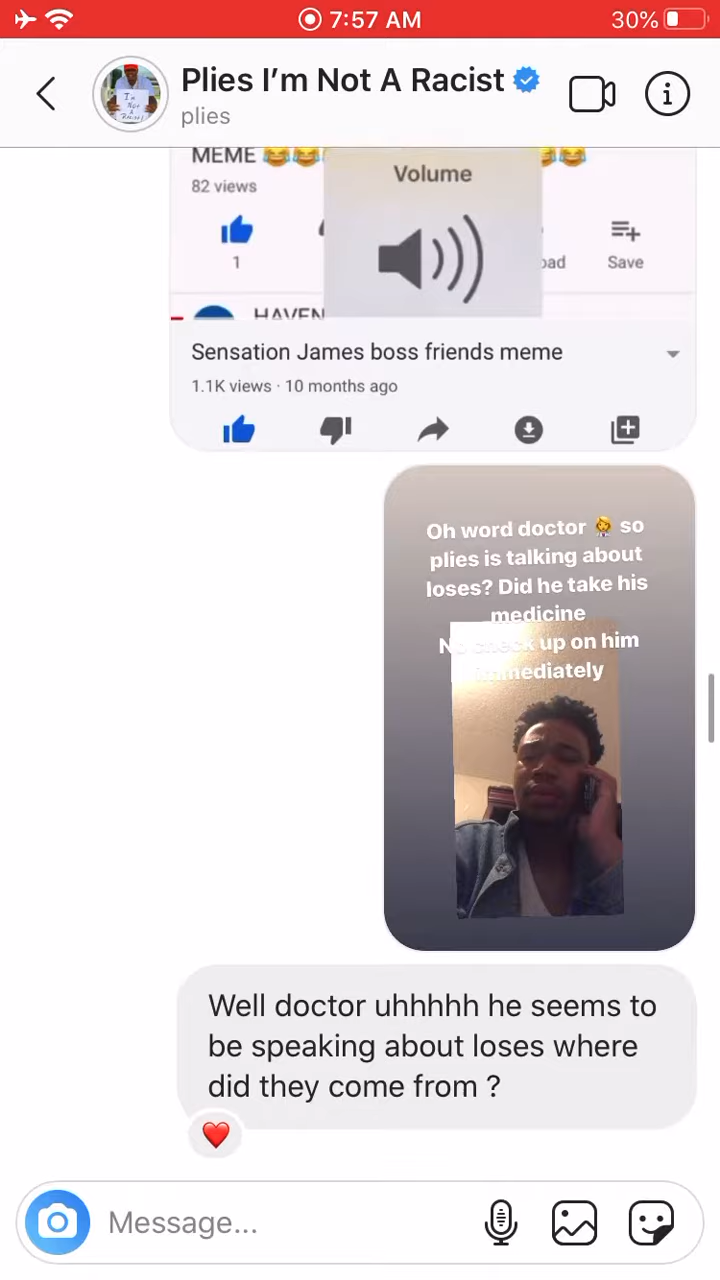 7:57 AM
30%
Plies I'm Not A Racist
plies
MEME 😂😂 😂😂
82 views
Volume
1
Save
HAVEN
Sensation James boss friends meme
1.1K views · 10 months ago
Oh word doctor 👩‍⚕️ so
plies is talking about
loses? Did he take his
medicine
No check up on him
immediately
Well doctor uhhhhh he seems to
be speaking about loses where
did they come from ?
❤️
Message...